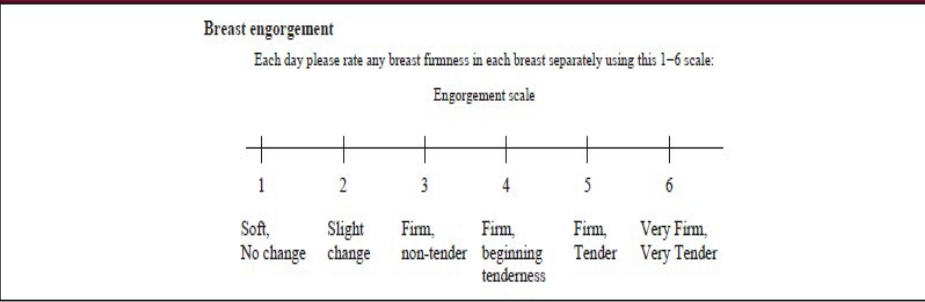 Breast engorgement
Each day please rate any breast firmness in each breast separately using this 1–6 scale:
Engorgement scale
1 2 3 4 5 6
Soft, Slight Firm, Firm, Firm, Very Firm,
No change change non-tender beginning Tender Very Tender
tenderness